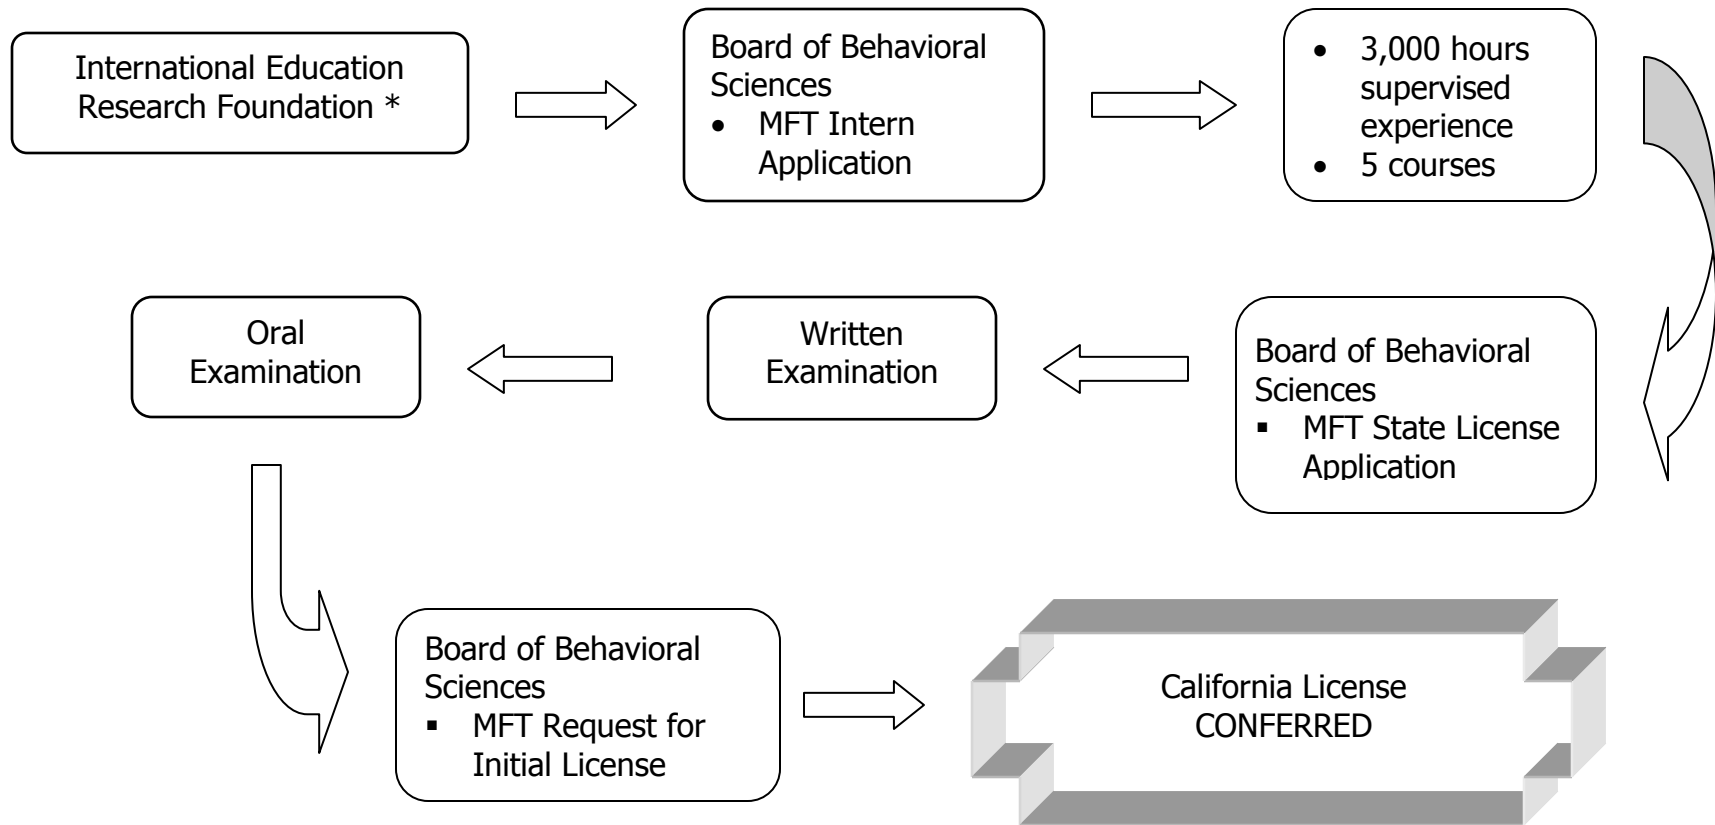 International Education
Research Foundation *
Board of Behavioral
Sciences
• MFT Intern
Application
• 3,000 hours
supervised
experience
• 5 courses
Board of Behavioral
Sciences
▪ MFT State License
Application
Written
Examination
Oral
Examination
Board of Behavioral
Sciences
▪ MFT Request for
Initial License
California License
CONFERRED